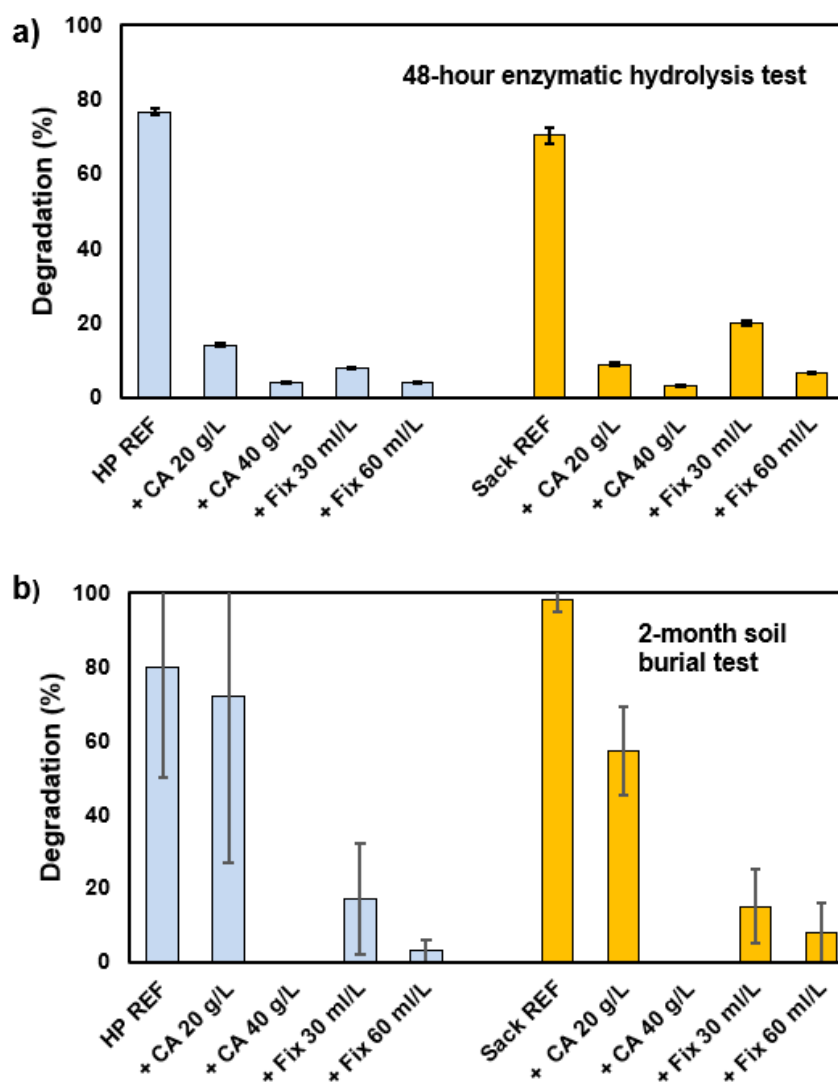 a)
48-hour enzymatic hydrolysis test
Degradation (%)
100
80
60
40
20
0
HP REF
+ CA 20 g/L
+ CA 40 g/L
+ Fix 30 ml/L
+ Fix 60 ml/L
Sack REF
+ CA 20 g/L
+ CA 40 g/L
+ Fix 30 ml/L
+ Fix 60 ml/L
b)
2-month soil
burial test
Degradation (%)
100
80
60
40
20
0
HP REF
+ CA 20 g/L
+ CA 40 g/L
+ Fix 30 ml/L
+ Fix 60 ml/L
Sack REF
+ CA 20 g/L
+ CA 40 g/L
+ Fix 30 ml/L
+ Fix 60 ml/L